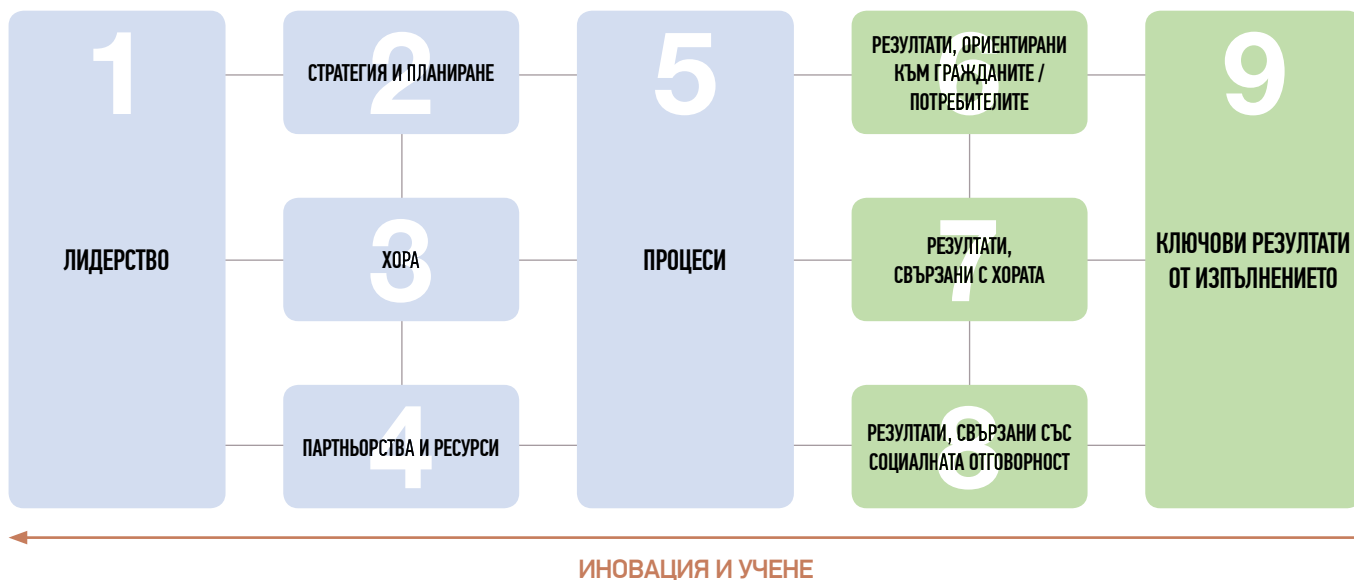 1
ЛИДЕРСТВО
2
СТРАТЕГИЯ И ПЛАНИРАНЕ
3
ХОРА
4
ПАРТНЬОРСТВА И РЕСУРСИ
5
ПРОЦЕСИ
6
РЕЗУЛТАТИ, ОРИЕНТИРАНИ
КЪМ ГРАЖДАНИТЕ /
ПОТРЕБИТЕЛИТЕ
7
РЕЗУЛТАТИ,
СВЪРЗАНИ С ХОРАТА
8
РЕЗУЛТАТИ, СВЪРЗАНИ СЪС
СОЦИАЛНАТА ОТГОВОРНОСТ
9
КЛЮЧОВИ РЕЗУЛТАТИ
ОТ ИЗПЪЛНЕНИЕТО
ИНОВАЦИЯ И УЧЕНЕ